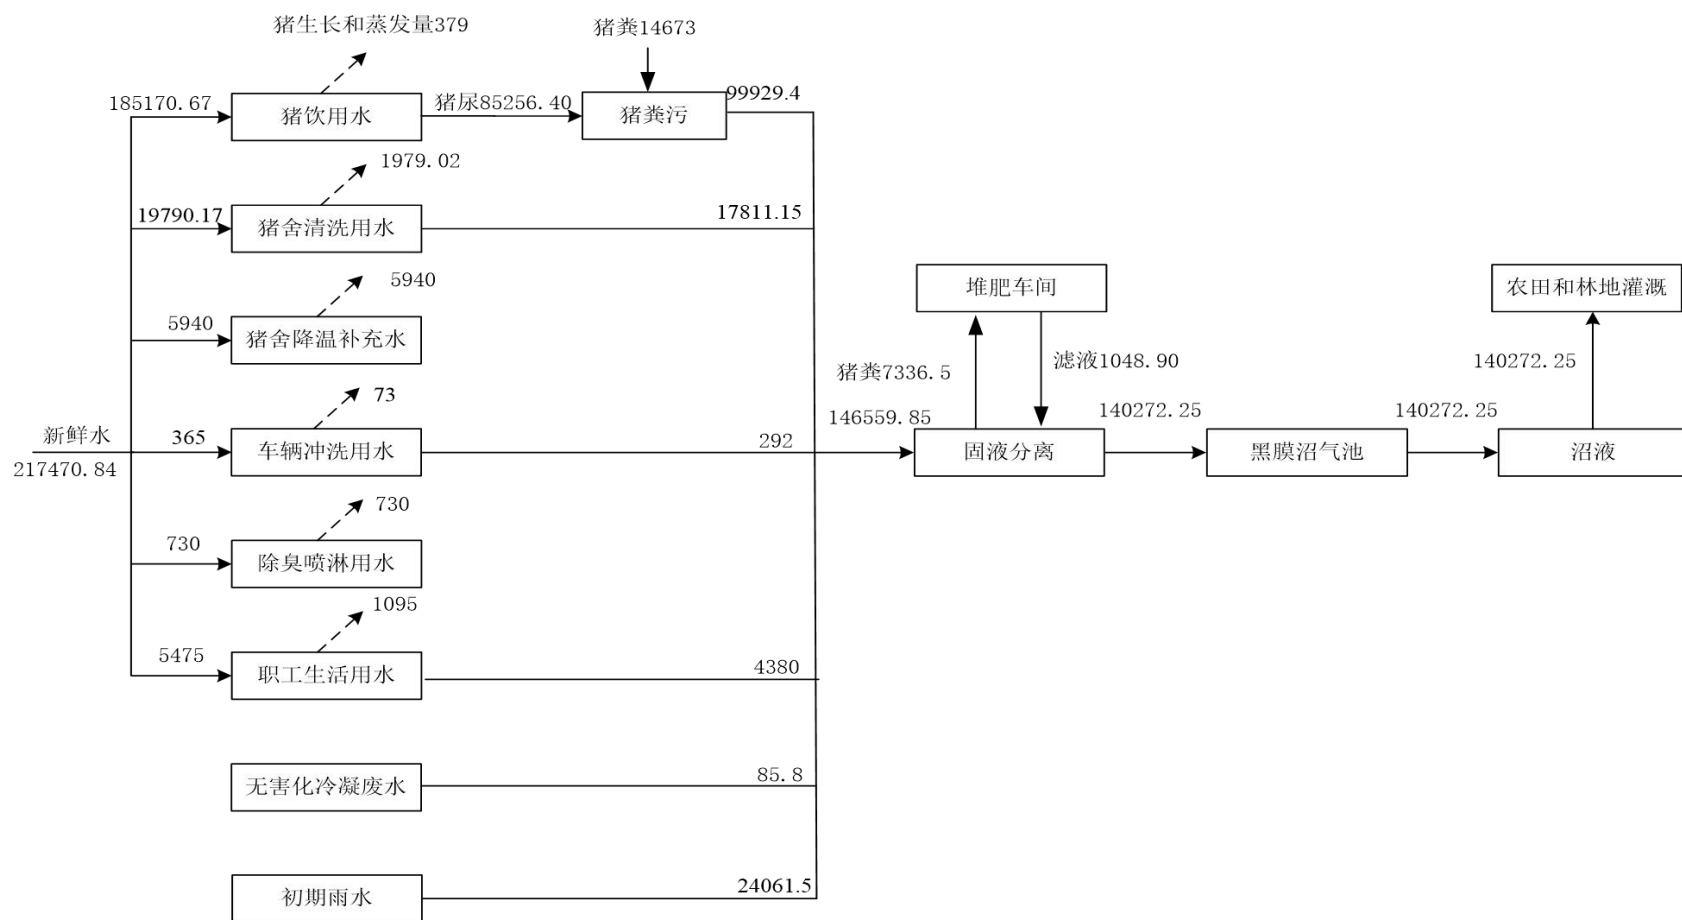 猪生长和蒸发量379
猪粪14673
185170.67
猪饮用水
猪尿85256.40
猪粪污
99929.4
1979.02
19790.17
猪舍清洗用水
17811.15
5940
5940
猪舍降温补充水
堆肥车间
农田和林地灌溉
猪粪7336.5
滤液1048.90
140272.25
73
新鲜水
217470.84
365
车辆冲洗用水
292
146559.85
固液分离
140272.25
黑膜沼气池
140272.25
沼液
730
730
除臭喷淋用水
1095
5475
职工生活用水
4380
无害化冷凝废水
85.8
初期雨水
24061.5